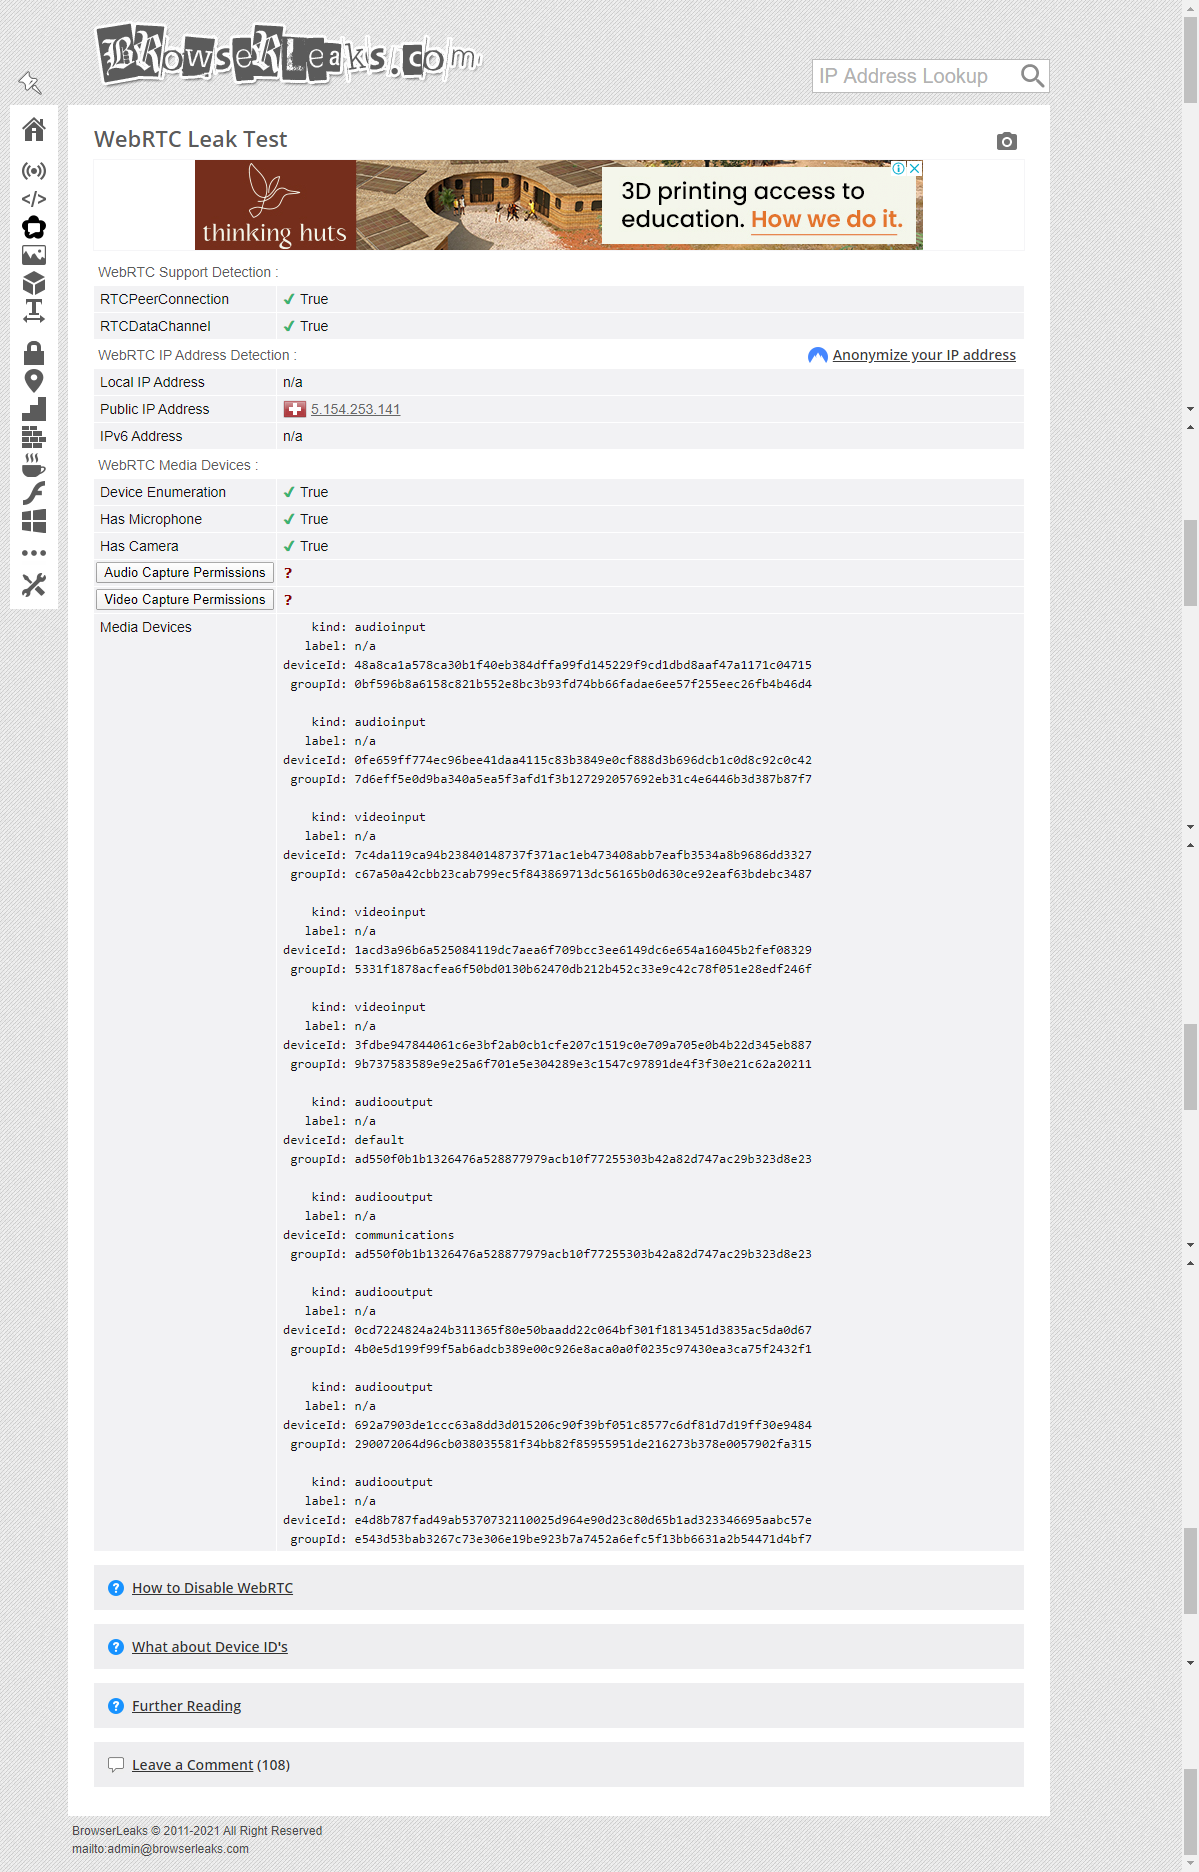 BRowseRLeaks.com
IP Address Lookup
WebRTC Leak Test
thinking huts
3D printing access to
education. How we do it.
WebRTC Support Detection :
RTCPeerConnection True
RTCDataChannel True
WebRTC IP Address Detection : Anonymize your IP address
Local IP Address n/a
Public IP Address 5.154.253.141
IPv6 Address n/a
WebRTC Media Devices :
Device Enumeration True
Has Microphone True
Has Camera True
Audio Capture Permissions ?
Video Capture Permissions ?
Media Devices kind: audioinput
label: n/a
deviceId: 48a8ca1a578ca30b1f40eb384dffa99fd145229f9cd1dbd8aaf47a1171c04715
groupId: 0bf596b8a6158c821b552e8bc3b93fd74bb66fadae6ee57f255eec26fb4b46d4
kind: audioinput
label: n/a
deviceId: 0fe659ff774ec96bee41daa4115c83b3849e0cf888d3b696dcb1c0d8c92c0c42
groupId: 7d6eff5e0d9ba340a5ea5f3afd1f3b127292057692eb31c4e6446b3d387b87f7
kind: videoinput
label: n/a
deviceId: 7c4da119ca94b23840148737f371ac1eb473408abb7eafb3534a8b9686dd3327
groupId: c67a50a42cbb23cab799ec5f843869713dc56165b0d630ce92eaf63bdebc3487
kind: videoinput
label: n/a
deviceId: 1acd3a96b6a525084119dc7aea6f709bcc3ee6149dc6e654a16045b2fef08329
groupId: 5331f1878acfea6f50bd0130b62470db212b452c33e9c42c78f051e28edf246f
kind: videoinput
label: n/a
deviceId: 3fdbe947844061c6e3bf2ab0cb1cfe207c1519c0e709a705e0b4b22d345eb887
groupId: 9b737583589e9e25a6f701e5e304289e3c1547c97891de4f3f30e21c62a20211
kind: audiooutput
label: n/a
deviceId: default
groupId: ad550f0b1b1326476a528877979acb10f77255303b42a82d747ac29b323d8e23
kind: audiooutput
label: n/a
deviceId: communications
groupId: ad550f0b1b1326476a528877979acb10f77255303b42a82d747ac29b323d8e23
kind: audiooutput
label: n/a
deviceId: 0cd7224824a24b311365f80e50baadd22c064bf301f1813451d3835ac5da0d67
groupId: 4b0e5d199f99f5ab6adcb389e00c926e8aca0a0f0235c97430ea3ca75f2432f1
kind: audiooutput
label: n/a
deviceId: 692a7903de1ccc63a8dd3d015206c90f39bf051c8577c6df81d7d19ff30e9484
groupId: 290072064d96cb038035581f34bb82f85955951de216273b378e0057902fa315
kind: audiooutput
label: n/a
deviceId: e4d8b787fad49ab5370732110025d964e90d23c80d65b1ad323346695aabc57e
groupId: e543d53bab3267c73e306e19be923b7a7452a6efc5f13bb6631a2b54471d4bf7
How to Disable WebRTC
What about Device ID's
Further Reading
Leave a Comment (108)
BrowserLeaks © 2011-2021 All Right Reserved
mailto:admin@browserleaks.com